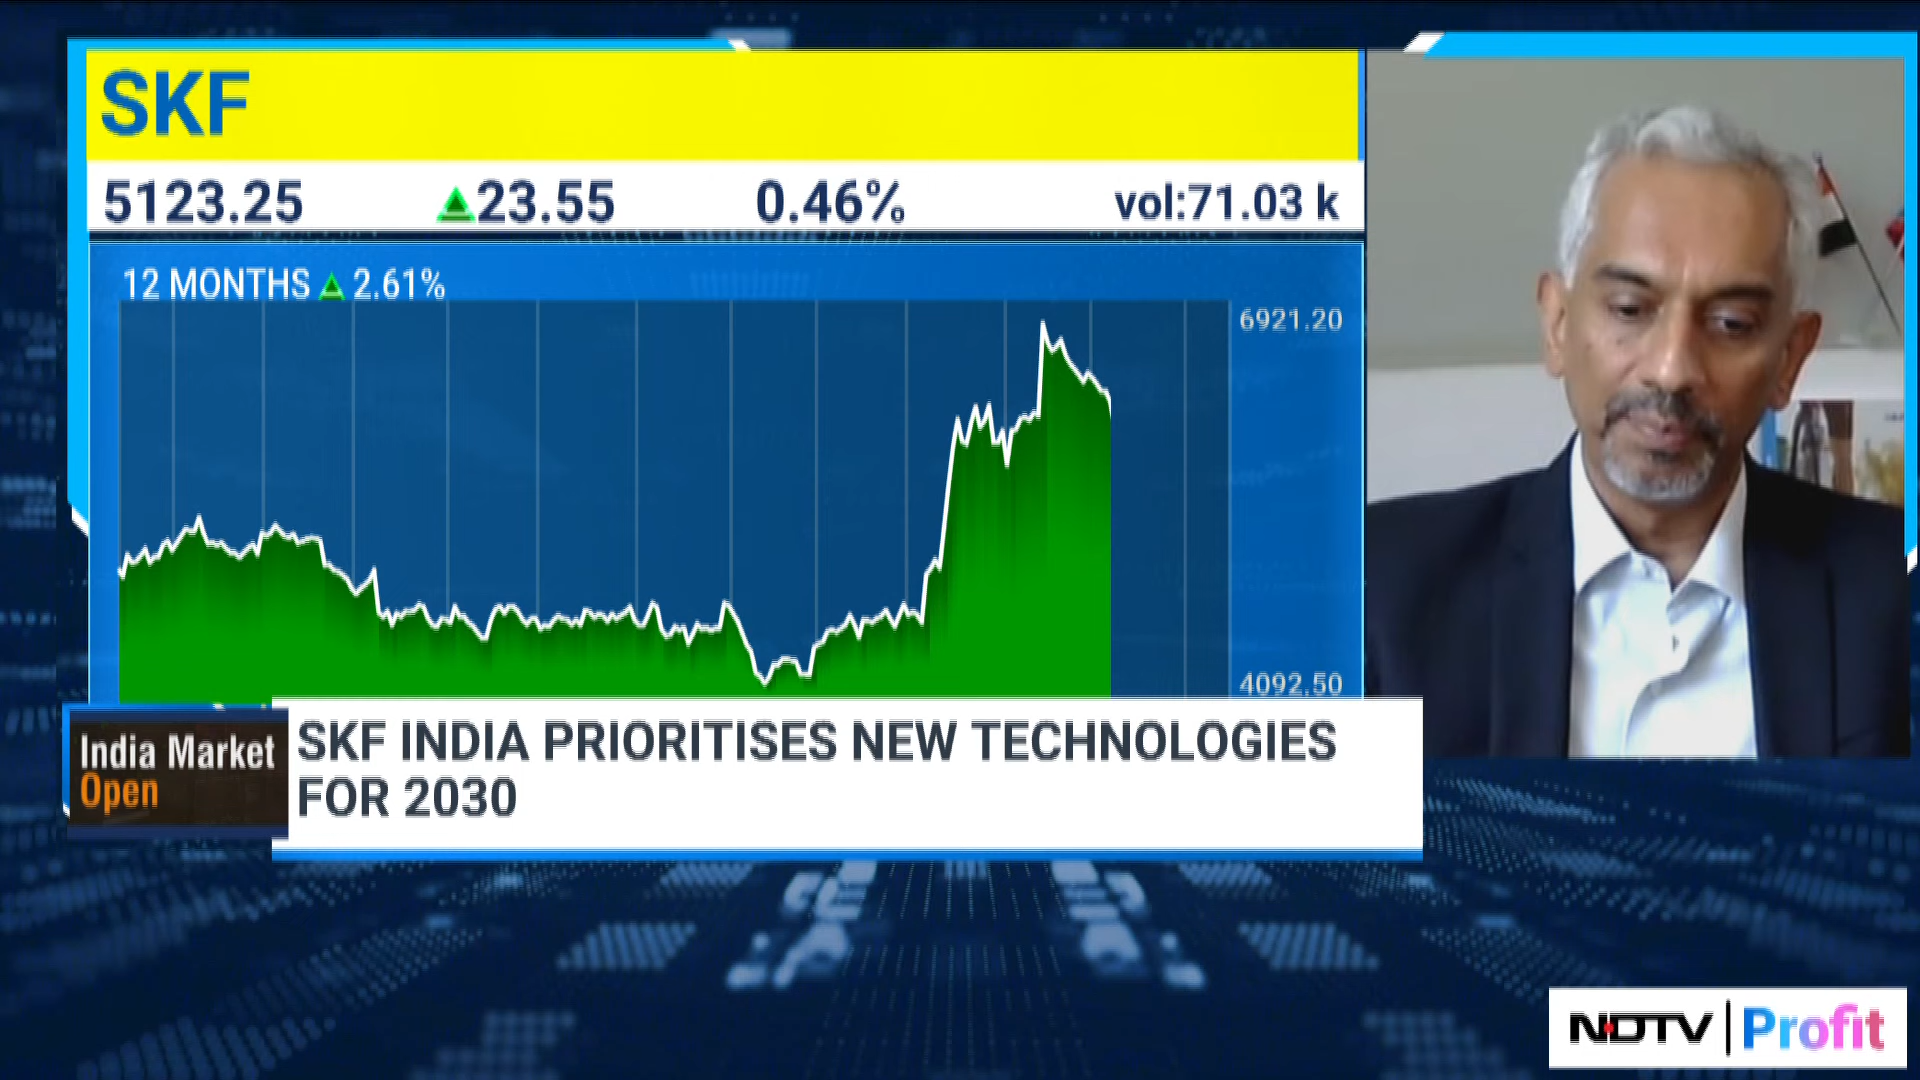 SKF
5123.25 ▲23.55 0.46% vol:71.03 k
12 MONTHS ▲ 2.61%
6921.20
4092.50
India Market
Open
SKF INDIA PRIORITISES NEW TECHNOLOGIES
FOR 2030
NDTV | Profit